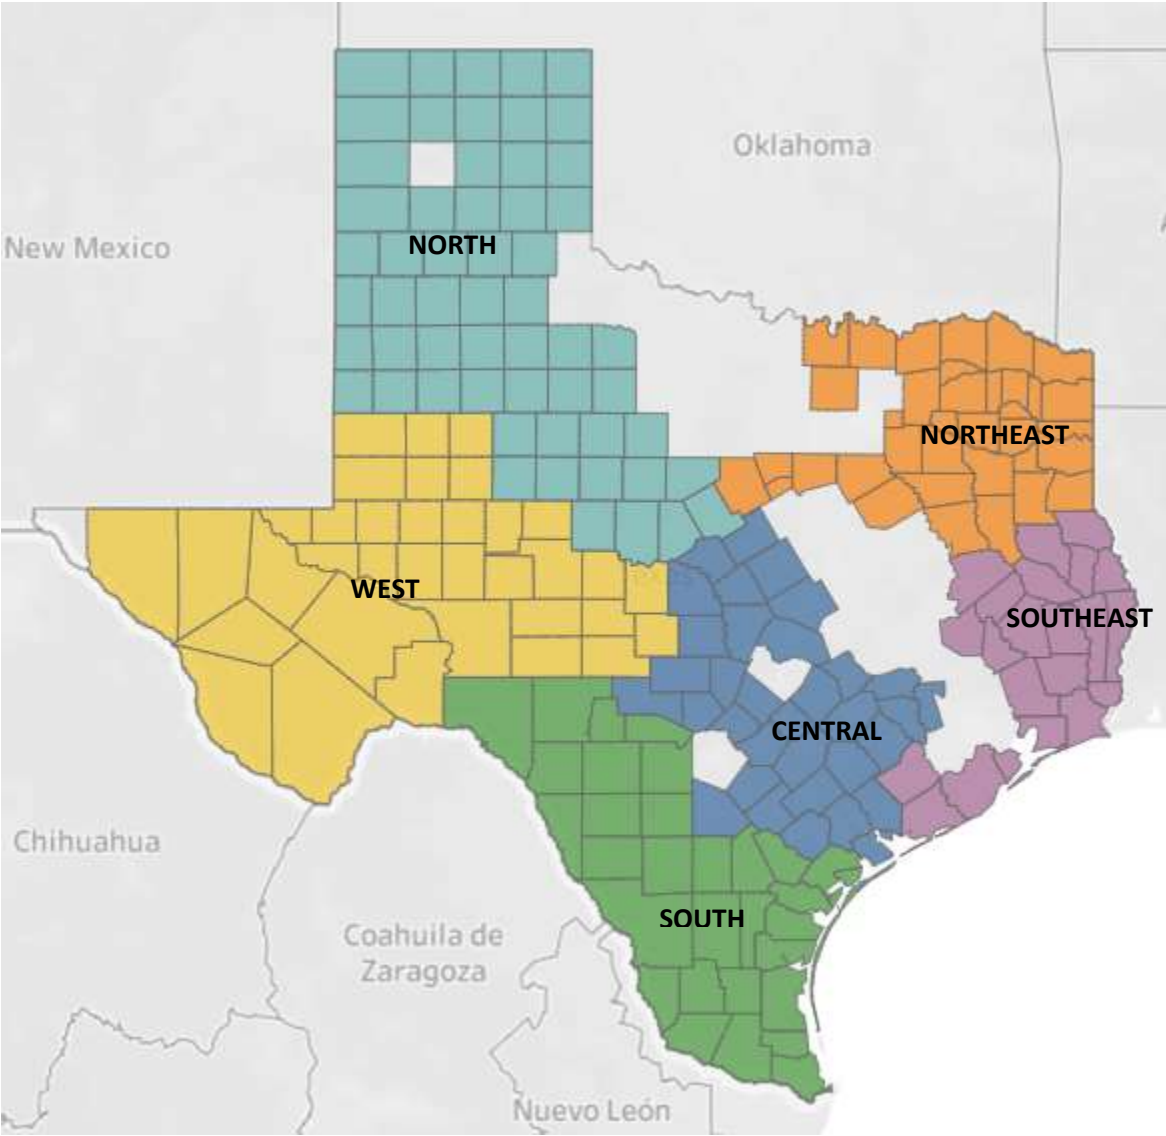 Oklahoma
New Mexico
NORTH
NORTHEAST
WEST
SOUTHEAST
CENTRAL
Chihuahua
SOUTH
Coahuila de
Zaragoza
Nuevo León